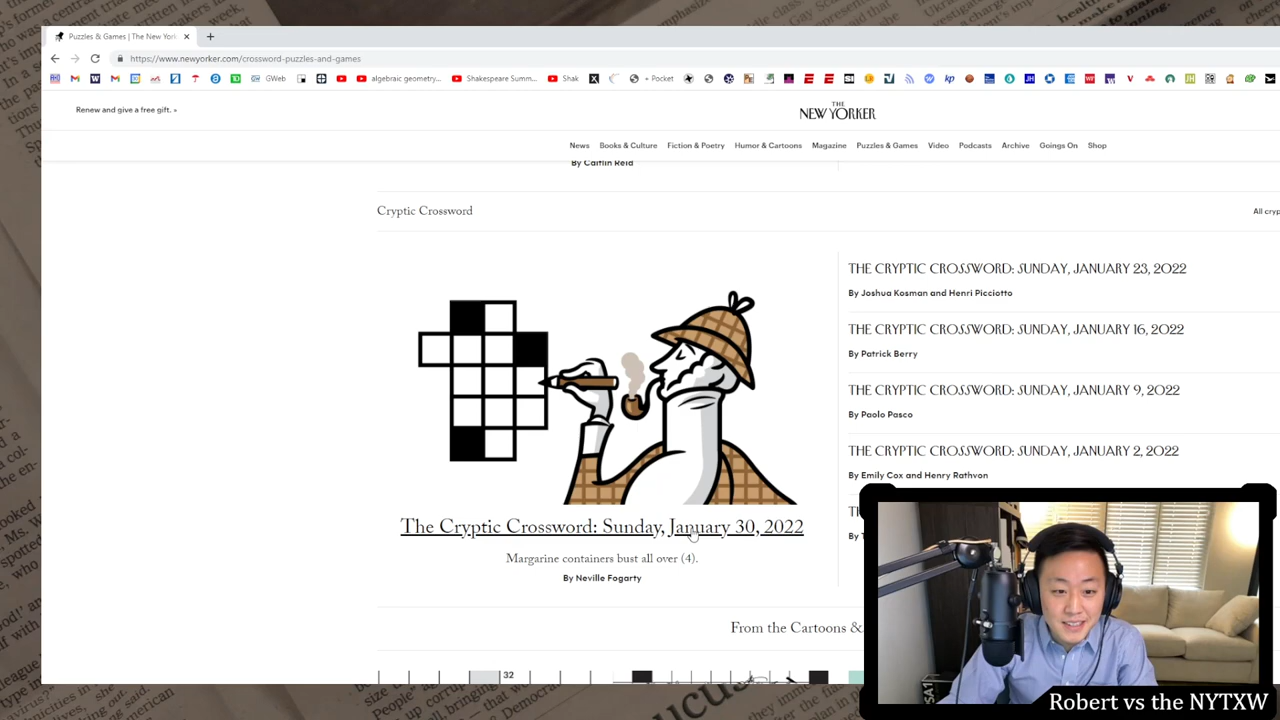 Puzzles & Games | The New York
https://www.newyorker.com/crossword-puzzles-and-games
GWeb
algebraic geometry...
Shakespeare Summ...
Shak
+ Pocket
Renew and give a free gift. »
THE
NEW YORKER
News Books & Culture Fiction & Poetry Humor & Cartoons Magazine Puzzles & Games Video Podcasts Archive Goings On Shop
By Caitlin Reid
Cryptic Crossword
All cryp
The Cryptic Crossword: Sunday, January 30, 2022
Margarine containers bust all over (4).
By Neville Fogarty
THE CRYPTIC CROSSWORD: SUNDAY, JANUARY 23, 2022
By Joshua Kosman and Henri Picciotto
THE CRYPTIC CROSSWORD: SUNDAY, JANUARY 16, 2022
By Patrick Berry
THE CRYPTIC CROSSWORD: SUNDAY, JANUARY 9, 2022
By Paolo Pasco
THE CRYPTIC CROSSWORD: SUNDAY, JANUARY 2, 2022
By Emily Cox and Henry Rathvon
From the Cartoons &
32
Robert vs the NYTXW